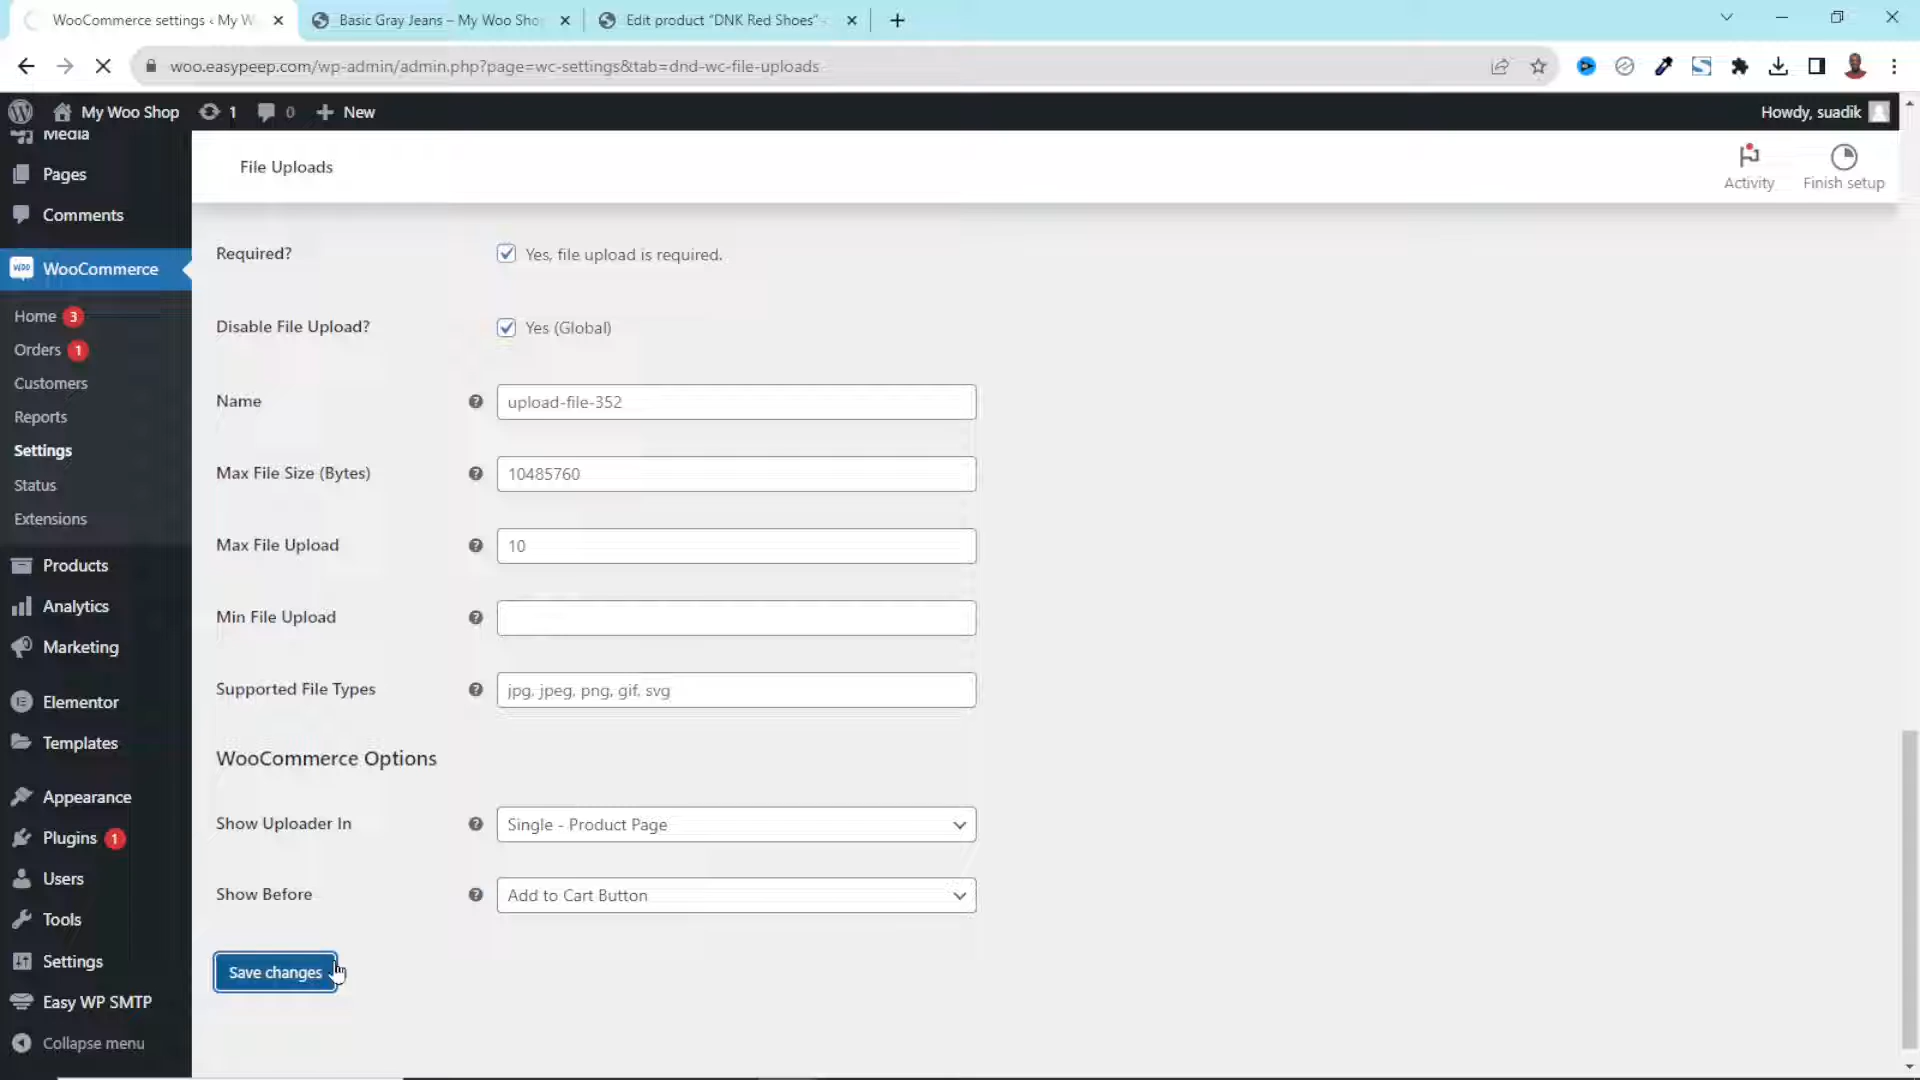 WooCommerce settings ‹ My W
Basic Gray Jeans – My Woo Sho
Edit product “DNK Red Shoes” -
woo.easypeep.com/wp-admin/admin.php?page=wc-settings&tab=dnd-wc-file-uploads
My Woo Shop
1
0
New
Howdy, suadik
Media
Pages
Comments
WooCommerce
Home 3
Orders 1
Customers
Reports
Settings
Status
Extensions
Products
Analytics
Marketing
Elementor
Templates
Appearance
Plugins 1
Users
Tools
Settings
Easy WP SMTP
Collapse menu
File Uploads
Activity
Finish setup
Required?
Yes, file upload is required.
Disable File Upload?
Yes (Global)
Name
upload-file-352
Max File Size (Bytes)
10485760
Max File Upload
10
Min File Upload
Supported File Types
jpg, jpeg, png, gif, svg
WooCommerce Options
Show Uploader In
Single - Product Page
Show Before
Add to Cart Button
Save changes